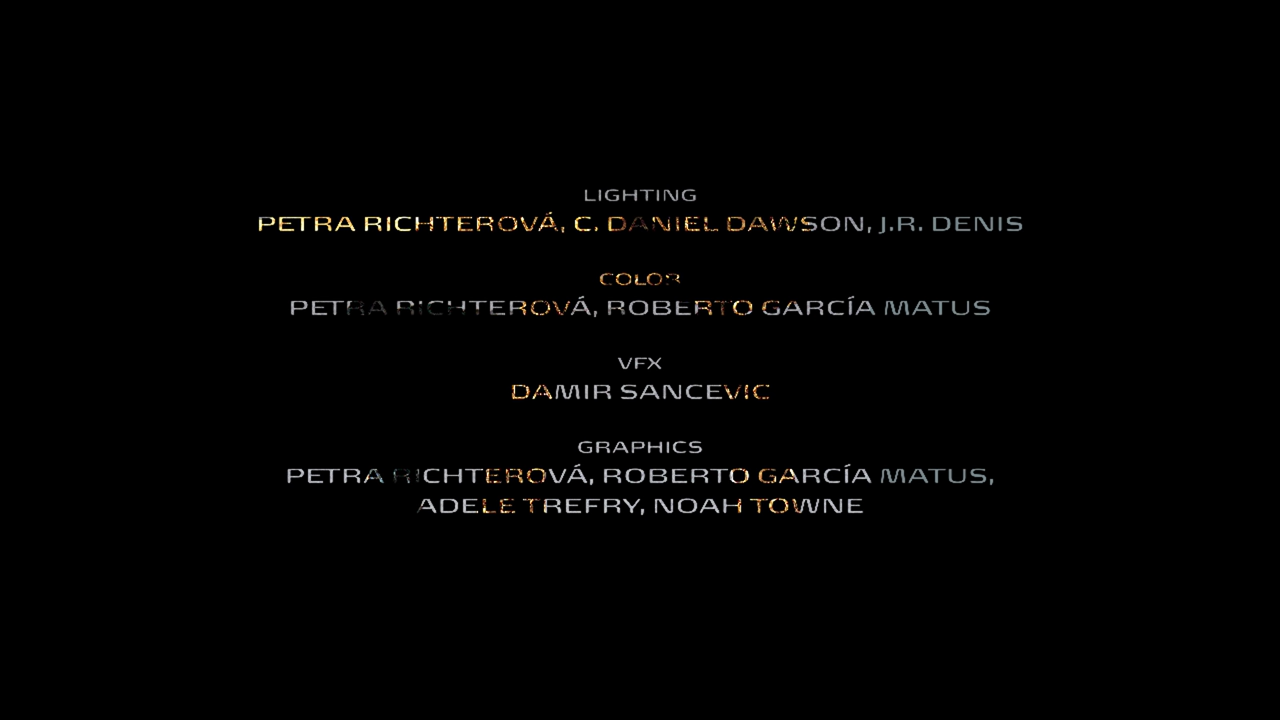 LIGHTING
PETRA RICHTEROVÁ, C. DANIEL DAWSON, J.R. DENIS
COLOR
PETRA RICHTEROVÁ, ROBERTO GARCÍA MATUS
VFX
DAMIR SANCEVIC
GRAPHICS
PETRA RICHTEROVÁ, ROBERTO GARCÍA MATUS,
ADELE TREFRY, NOAH TOWNE